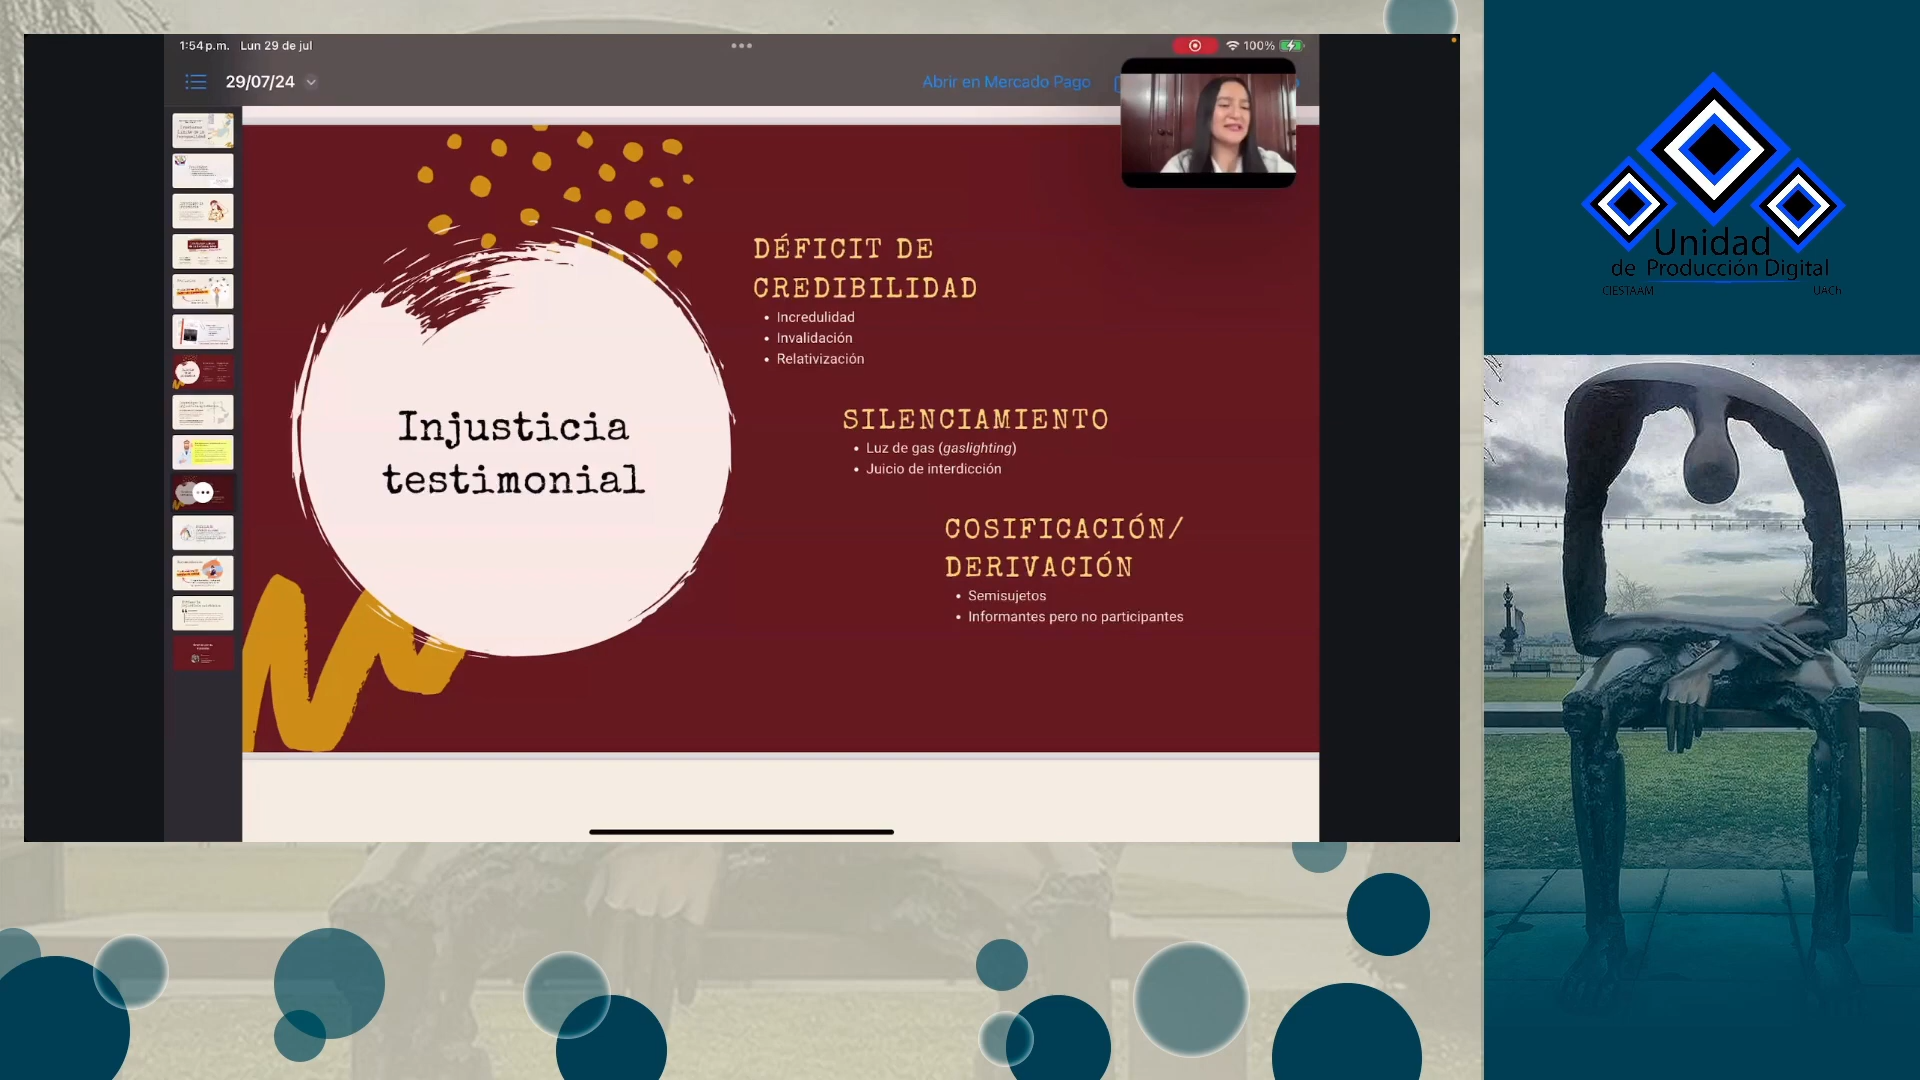 1:54 p.m. Lun 29 de jul
100%
29/07/24
Abrir en Mercado Pago
Injusticia
testimonial
DÉFICIT DE
CREDIBILIDAD
• Incredulidad
• Invalidación
• Relativización
SILENCIAMIENTO
• Luz de gas (gaslighting)
• Juicio de interdicción
COSIFICACIÓN/
DERIVACIÓN
• Semisujetos
• Informantes pero no participantes
Unidad
de Producción Digital
CIESTAAM UACh